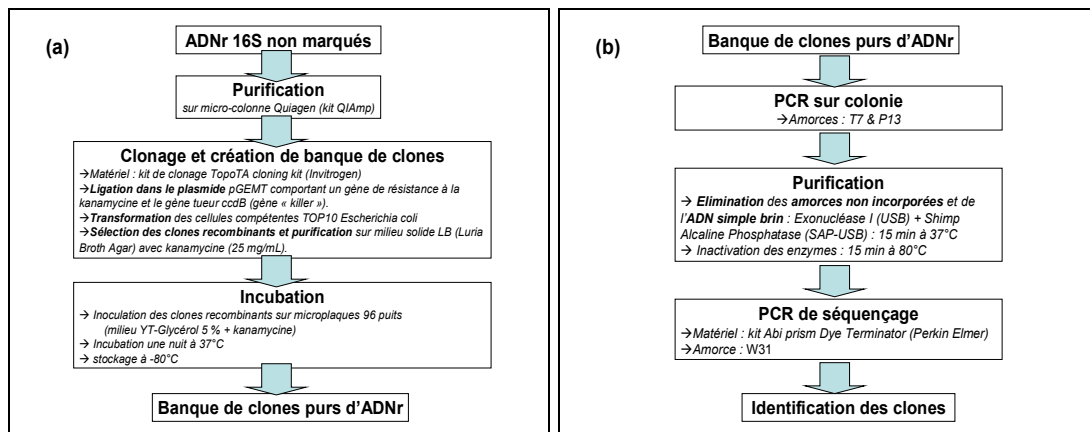 (a)
ADNr 16S non marqués
Purification
sur micro-colonne Quiagen (kit QIAmp)
Clonage et création de banque de clones
→Matériel : kit de clonage TopoTA cloning kit (Invitrogen)
→Ligation dans le plasmide pGEMT comportant un gène de résistance à la
kanamycine et le gène tueur ccdB (gène « killer »).
→Transformation des cellules compétentes TOP10 Escherichia coli
→Sélection des clones recombinants et purification sur milieu solide LB (Luria
Broth Agar) avec kanamycine (25 mg/mL).
Incubation
→ Inoculation des clones recombinants sur microplaques 96 puits
(milieu YT-Glycérol 5 % + kanamycine)
→ Incubation une nuit à 37°C
→ stockage à -80°C
Banque de clones purs d'ADNr
(b)
Banque de clones purs d'ADNr
PCR sur colonie
→Amorces : T7 & P13
Purification
→ Elimination des amorces non incorporées et de
l'ADN simple brin : Exonucléase I (USB) + Shimp
Alcaline Phosphatase (SAP-USB) : 15 min à 37°C
→ Inactivation des enzymes : 15 min à 80°C
PCR de séquençage
→Matériel : kit Abi prism Dye Terminator (Perkin Elmer)
→Amorce : W31
Identification des clones